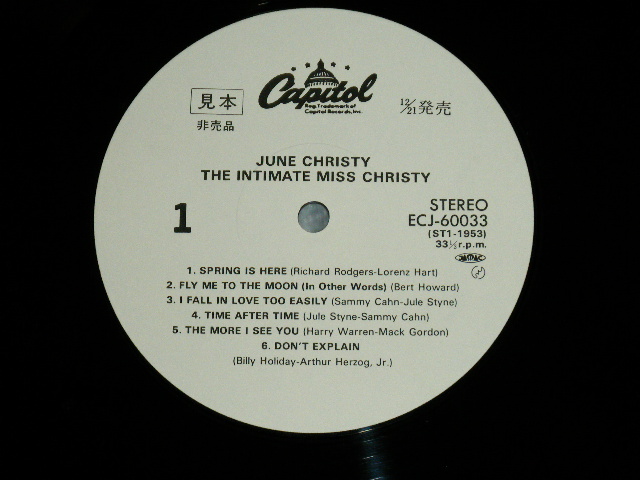 Capitol
Reg. Trademark of
Capitol Records, Inc.
見本
非売品
12/21発売
JUNE CHRISTY
THE INTIMATE MISS CHRISTY
1
STEREO
ECJ-60033
(ST1-1953)
33⅓r.p.m.
1. SPRING IS HERE (Richard Rodgers-Lorenz Hart)
2. FLY ME TO THE MOON (In Other Words) (Bert Howard)
3. I FALL IN LOVE TOO EASILY (Sammy Cahn-Jule Styne)
4. TIME AFTER TIME (Jule Styne-Sammy Cahn)
5. THE MORE I SEE YOU (Harry Warren-Mack Gordon)
6. DON'T EXPLAIN
(Billy Holiday-Arthur Herzog, Jr.)